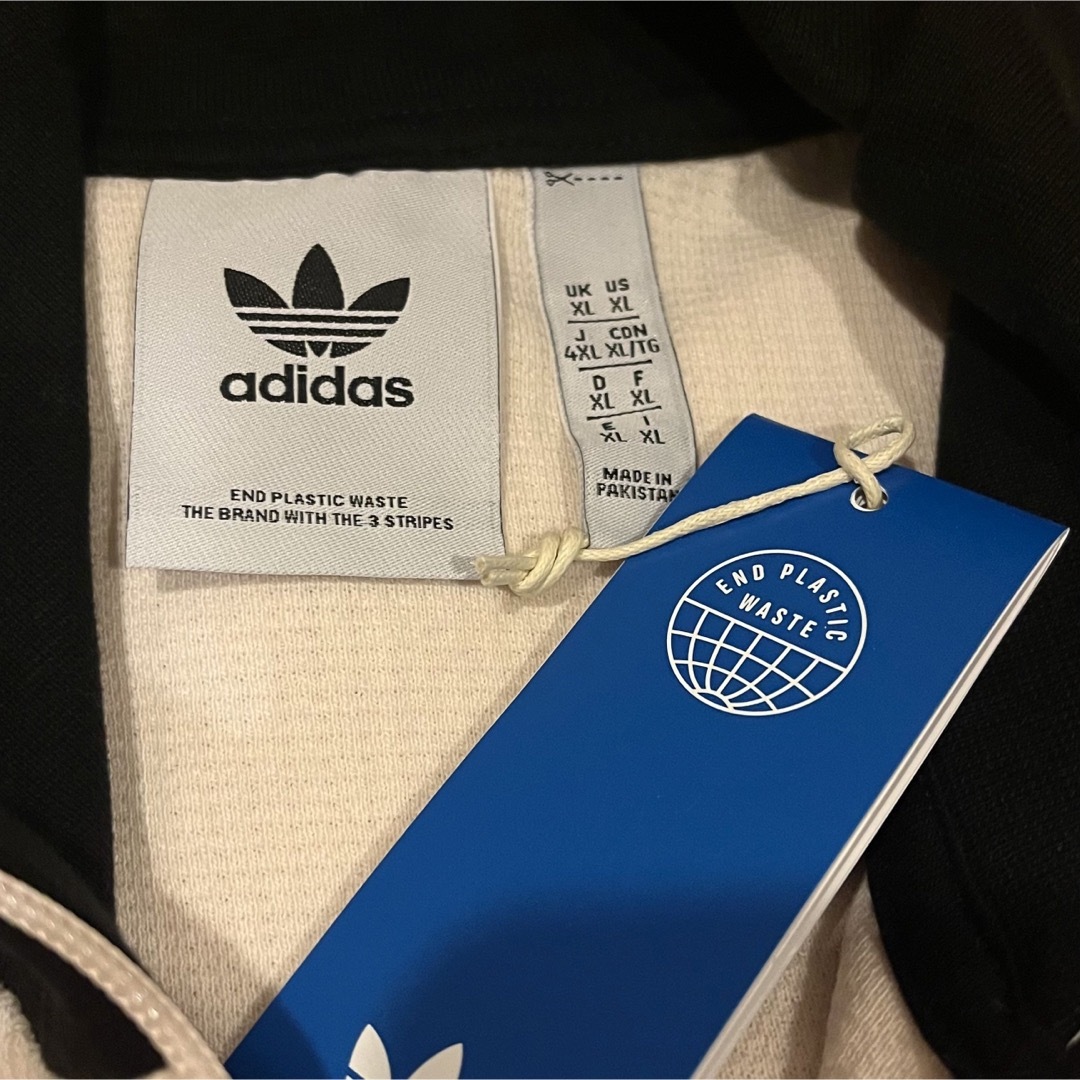 adidas
END PLASTIC WASTE
THE BRAND WITH THE 3 STRIPES
UK US
XL XL
J CDN
4XL XL/TG
D F
XL XL
E I
XL XL
MADE IN
PAKISTAN
END PLASTIC
WASTE